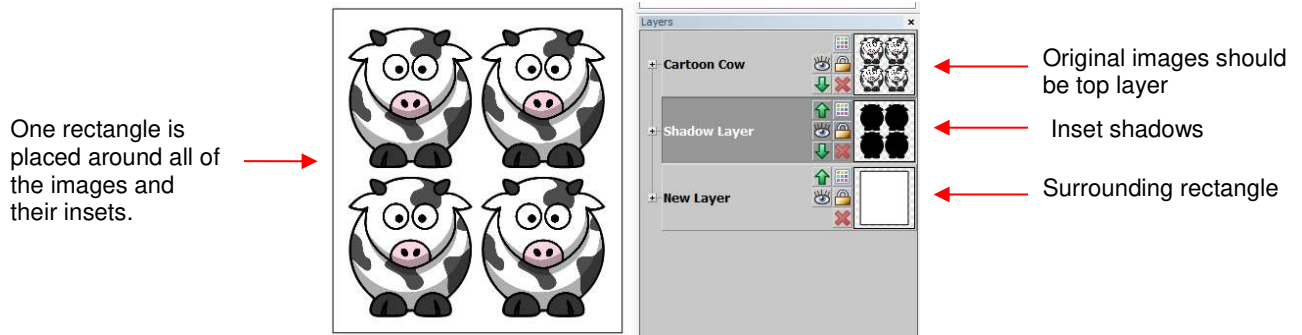 One rectangle is
placed around all of
the images and
their insets.
Layers
Cartoon Cow
Shadow Layer
New Layer
Original images should
be top layer
Inset shadows
Surrounding rectangle